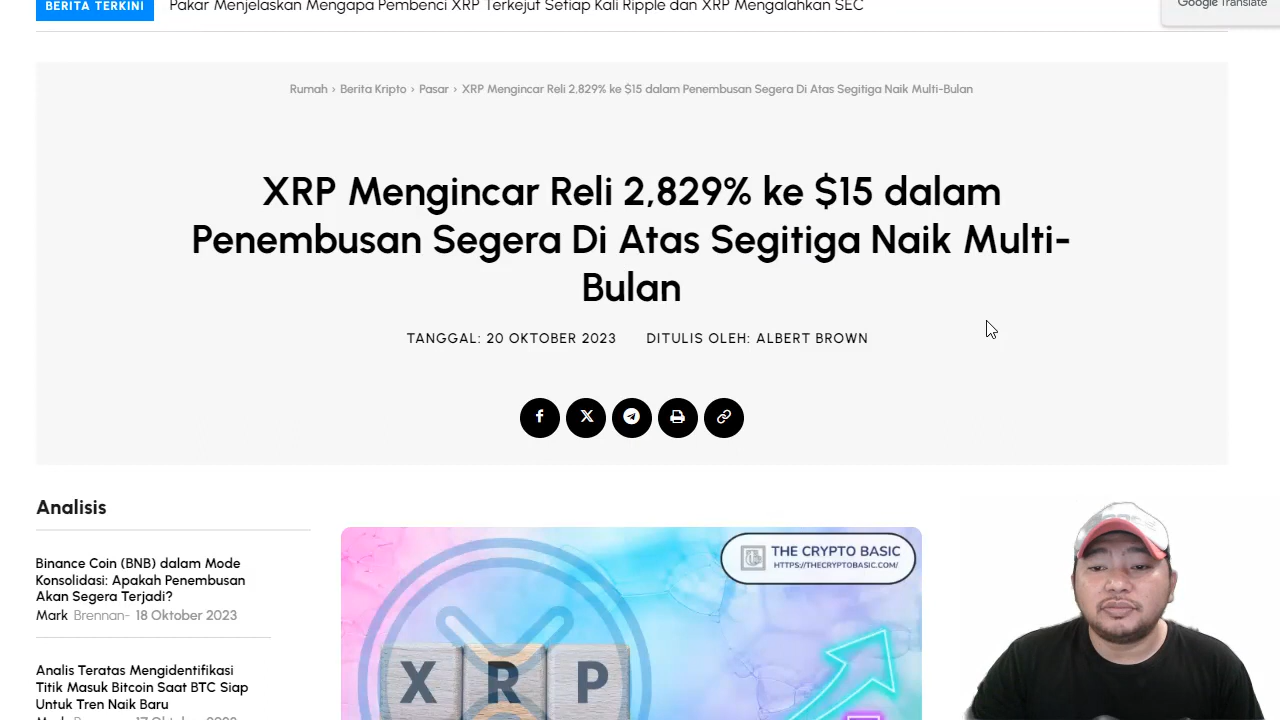 BERITA TERKINI Pakar Menjelaskan Mengapa Pembenci XRP Terkejut Setiap Kali Ripple dan XRP Mengalahkan SEC
Google Translate
Rumah › Berita Kripto › Pasar › XRP Mengincar Reli 2,829% ke $15 dalam Penembusan Segera Di Atas Segitiga Naik Multi-Bulan
XRP Mengincar Reli 2,829% ke $15 dalam
Penembusan Segera Di Atas Segitiga Naik Multi-
Bulan
TANGGAL: 20 OKTOBER 2023 DITULIS OLEH: ALBERT BROWN
Analisis
Binance Coin (BNB) dalam Mode
Konsolidasi: Apakah Penembusan
Akan Segera Terjadi?
Mark Brennan- 18 Oktober 2023
Analis Teratas Mengidentifikasi
Titik Masuk Bitcoin Saat BTC Siap
Untuk Tren Naik Baru
Mark Brennan- 17 Oktober 2023
THE CRYPTO BASIC
HTTPS://THECRYPTOBASIC.COM/
X R P